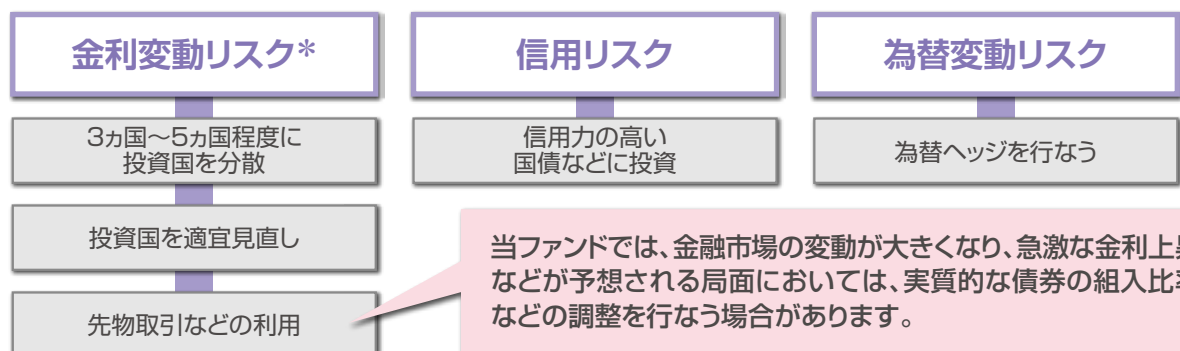 金利変動リスク*
信用リスク
為替変動リスク
3ヵ国～5ヵ国程度に
投資国を分散
信用力の高い
国債などに投資
為替ヘッジを行なう
投資国を適宜見直し
先物取引などの利用
当ファンドでは、金融市場の変動が大きくなり、急激な金利上
などが予想される局面においては、実質的な債券の組入比
などの調整を行なう場合があります。